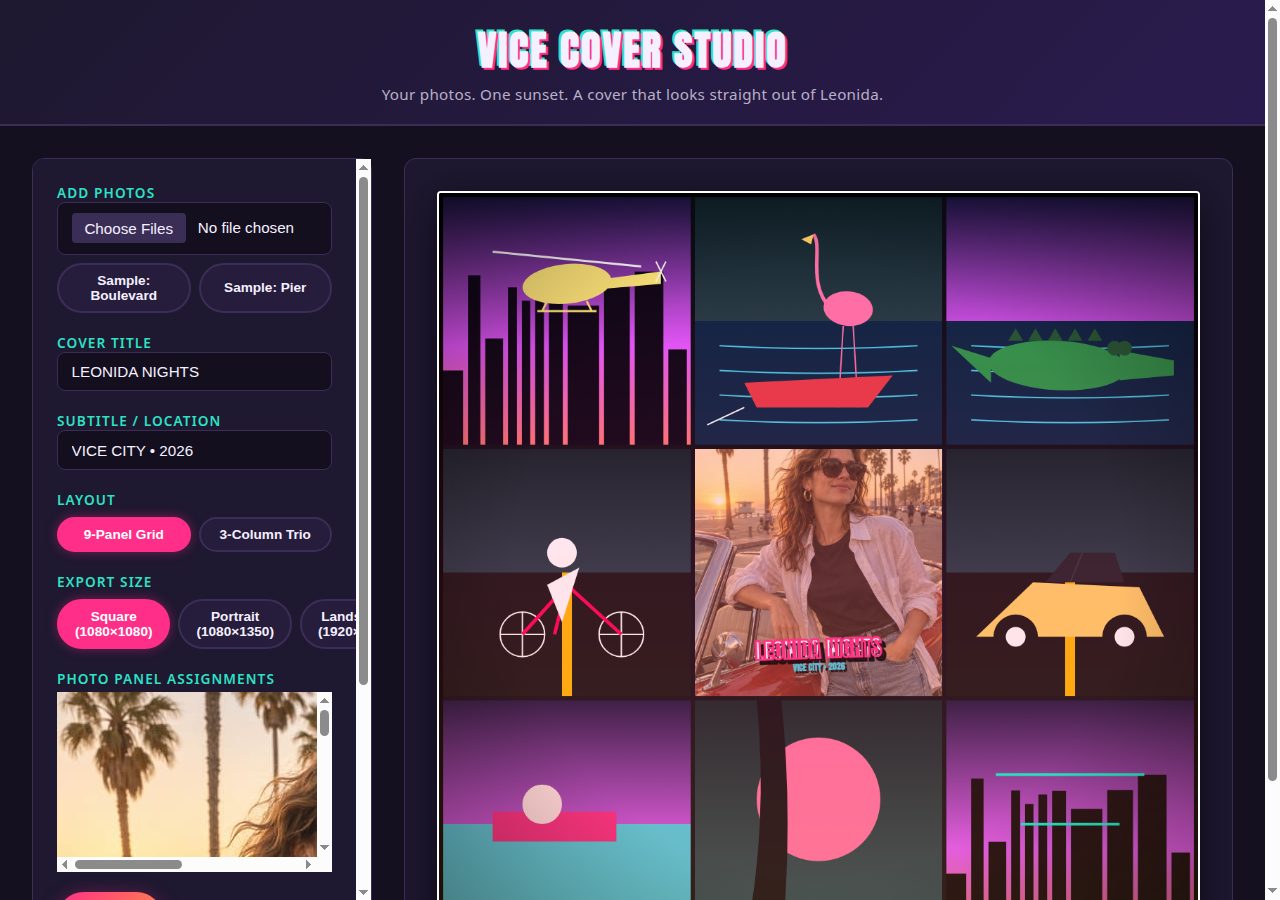 VICE COVER STUDIO
Your photos. One sunset. A cover that looks straight out of Leonida.
ADD PHOTOS
Choose Files No file chosen
Sample: Boulevard
Sample: Pier
COVER TITLE
LEONIDA NIGHTS
SUBTITLE / LOCATION
VICE CITY • 2026
LAYOUT
9-Panel Grid
3-Column Trio
EXPORT SIZE
Square
(1080×1080)
Portrait
(1080×1350)
Lands
(1920×
PHOTO PANEL ASSIGNMENTS
LEONIDA NIGHTS
VICE CITY • 2026